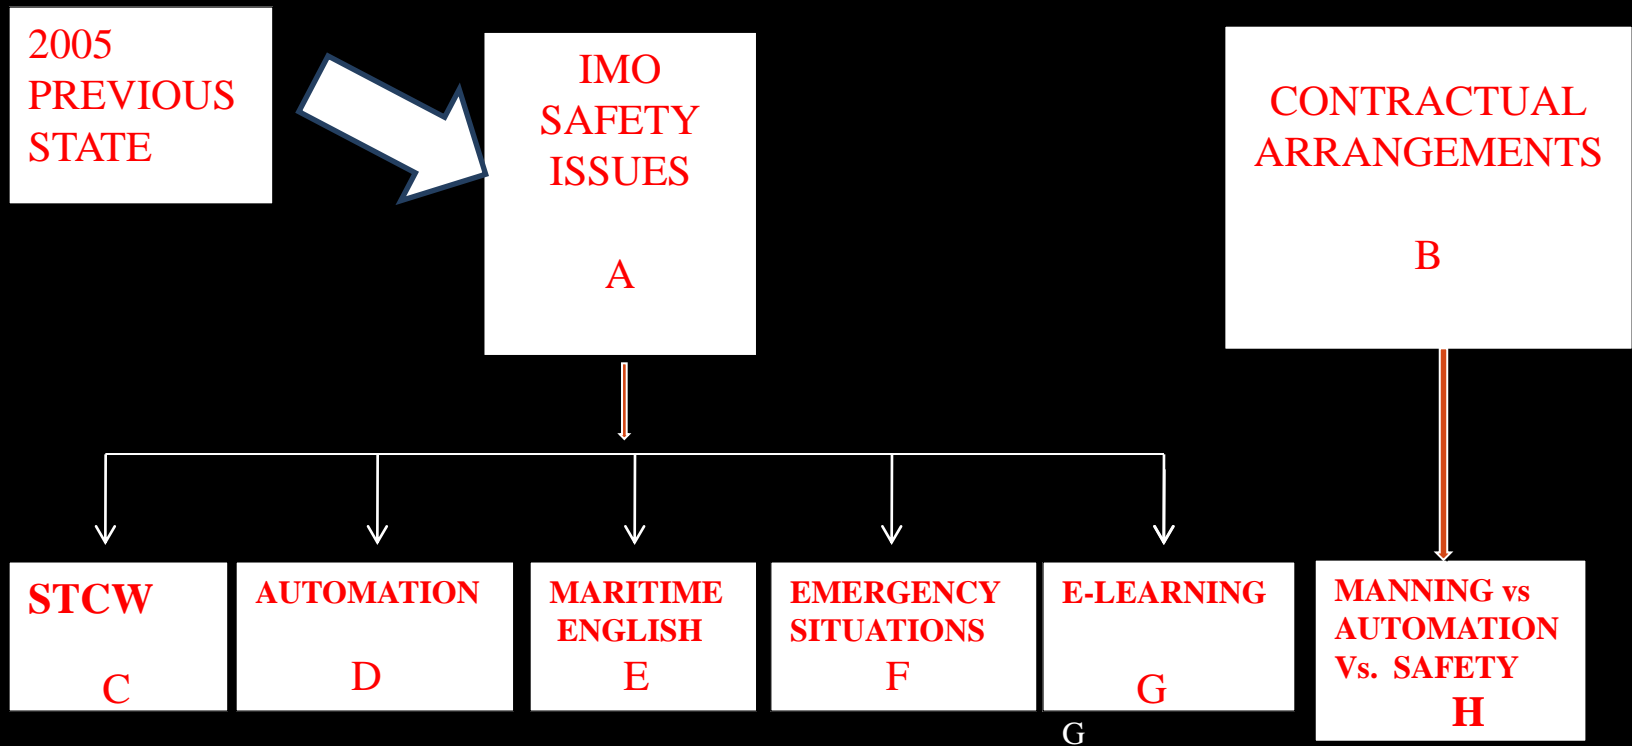 2005
PREVIOUS
STATE
IMO
SAFETY
ISSUES
A
CONTRACTUAL
ARRANGEMENTS
B
STCW
C
AUTOMATION
D
MARITIME
ENGLISH
E
EMERGENCY
SITUATIONS
F
E-LEARNING
G
G
MANNING vs
AUTOMATION
Vs. SAFETY
H